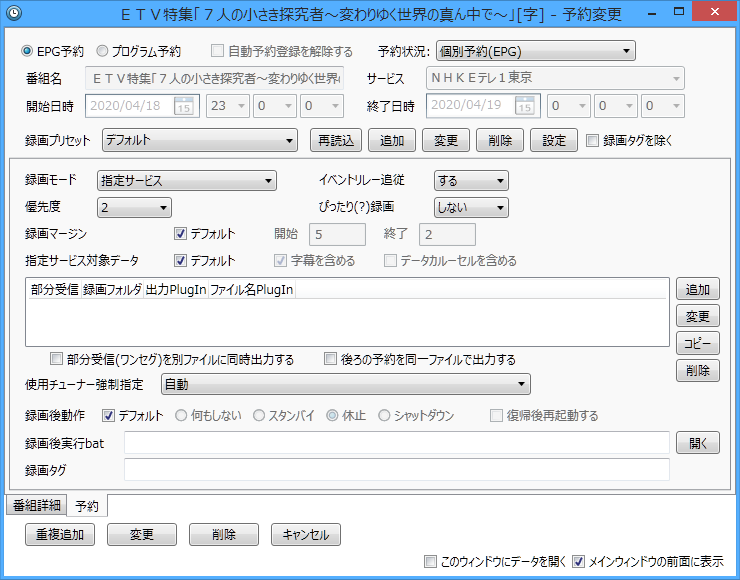 ＥＴＶ特集「７人の小さき探究者～変わりゆく世界の真ん中で～」[字] - 予約変更
EPG予約 プログラム予約 自動予約登録を解除する 予約状況: 個別予約(EPG)
番組名 ＥＴＶ特集「７人の小さき探究者～変わりゆく世界 サービス ＮＨＫＥテレ１東京
開始日時 2020/04/18 15 23 0 0 終了日時 2020/04/19 15 0 0 0
録画プリセット デフォルト 再読込 追加 変更 削除 設定 録画タグを除く
録画モード 指定サービス イベントリレー追従 する
優先度 2 ぴったり(?)録画 しない
録画マージン デフォルト 開始 5 終了 2
指定サービス対象データ デフォルト 字幕を含める データカルーセルを含める
部分受信 録画フォルダ 出力PlugIn ファイル名PlugIn 追加
変更
コピー
削除
部分受信(ワンセグ)を別ファイルに同時出力する 後ろの予約を同一ファイルで出力する
使用チューナー強制指定 自動
録画後動作 デフォルト 何もしない スタンバイ 休止 シャットダウン 復帰後再起動する
録画後実行bat 開く
録画タグ
番組詳細 予約
重複追加 変更 削除 キャンセル
このウィンドウにデータを開く メインウィンドウの前面に表示